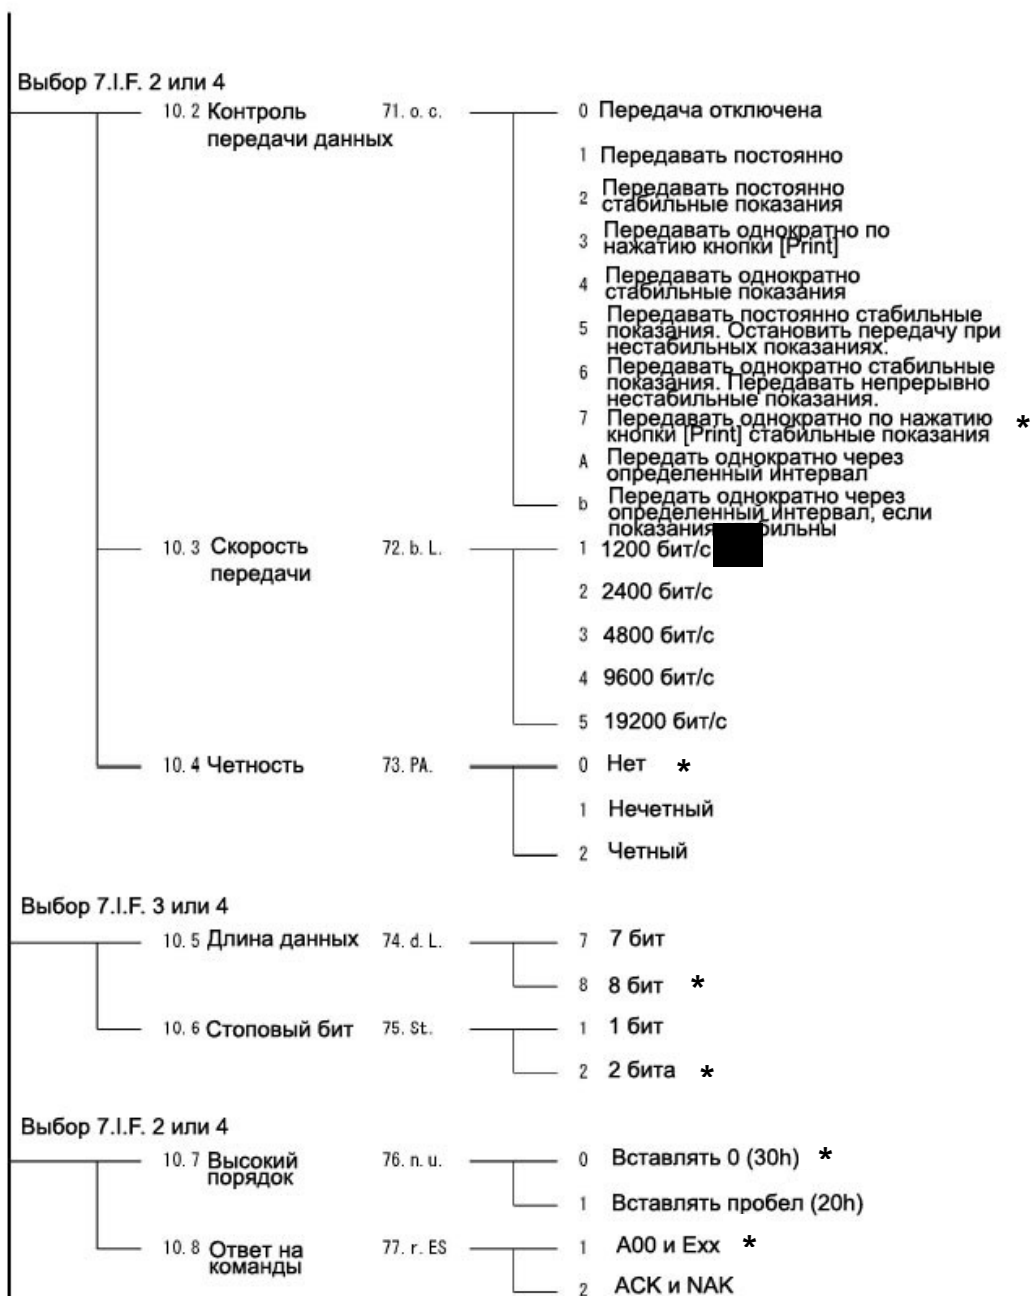 Выбор 7.I.F. 2 или 4
10. 2 Контроль 71. o. c. 0 Передача отключена
передачи данных
1 Передавать постоянно
2 Передавать постоянно
стабильные показания
3 Передавать однократно по
нажатию кнопки [Print]
4 Передавать однократно
стабильные показания
5 Передавать постоянно стабильные
показания. Остановить передачу при
нестабильных показаниях.
6 Передавать однократно стабильные
показания. Передавать непрерывно
нестабильные показания.
7 Передавать однократно по нажатию *
кнопки [Print] стабильные показания
A Передать однократно через
определенный интервал
b Передать однократно через
определенный интервал, если
показания
10. 3 Скорость 72. b. L. 1 1200 бит/с
передачи
2 2400 бит/с
3 4800 бит/с
4 9600 бит/с
5 19200 бит/с
10. 4 Четность 73. PA. 0 Нет *
1 Нечетный
2 Четный
Выбор 7.I.F. 3 или 4
10. 5 Длина данных 74. d. L. 7 7 бит
8 8 бит *
10. 6 Стоповый бит 75. St. 1 1 бит
2 2 бита *
Выбор 7.I.F. 2 или 4
10. 7 Высокий 76. n. u. 0 Вставлять 0 (30h) *
порядок
1 Вставлять пробел (20h)
10. 8 Ответ на 77. r. ES 1 A00 и Exx *
команды
2 ACK и NAK